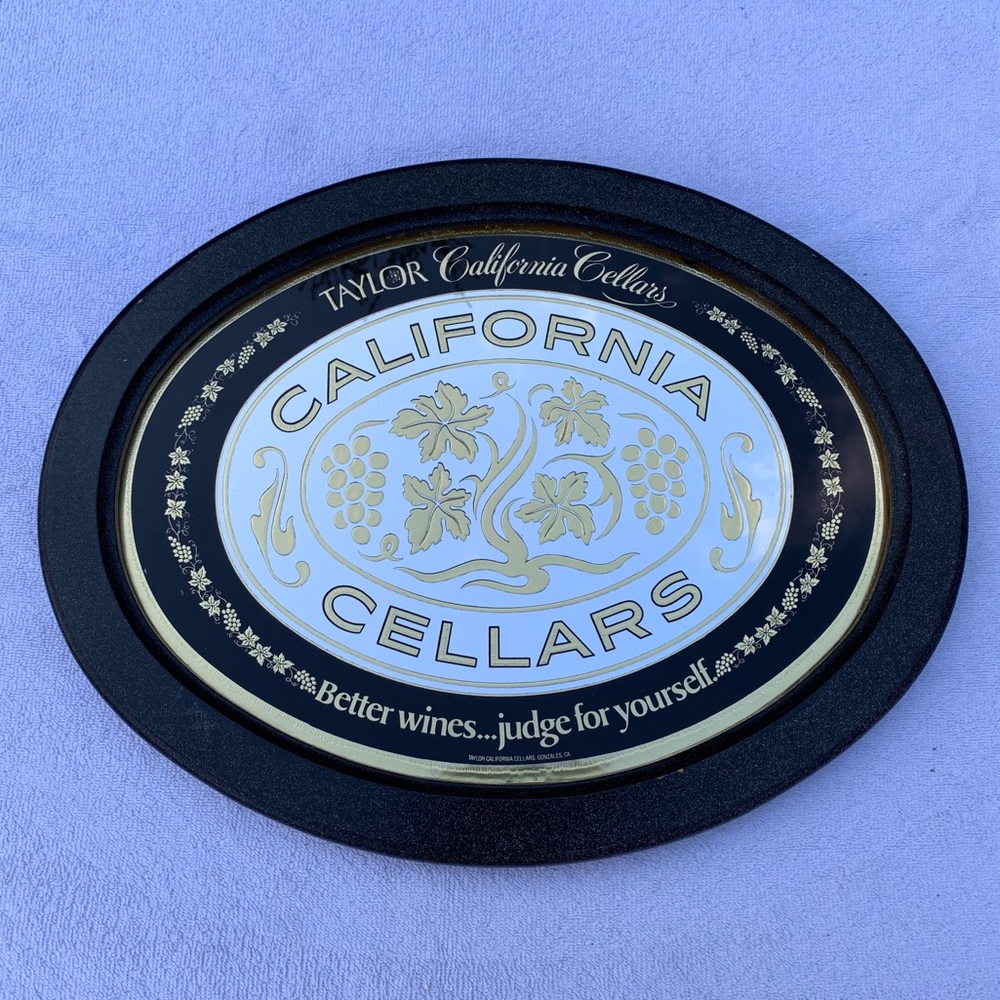 TAYLOR California Cellars
CALIFORNIA
CELLARS
Better wines...judge for yourself.
TAYLOR CALIFORNIA CELLARS, GONZALES, CA